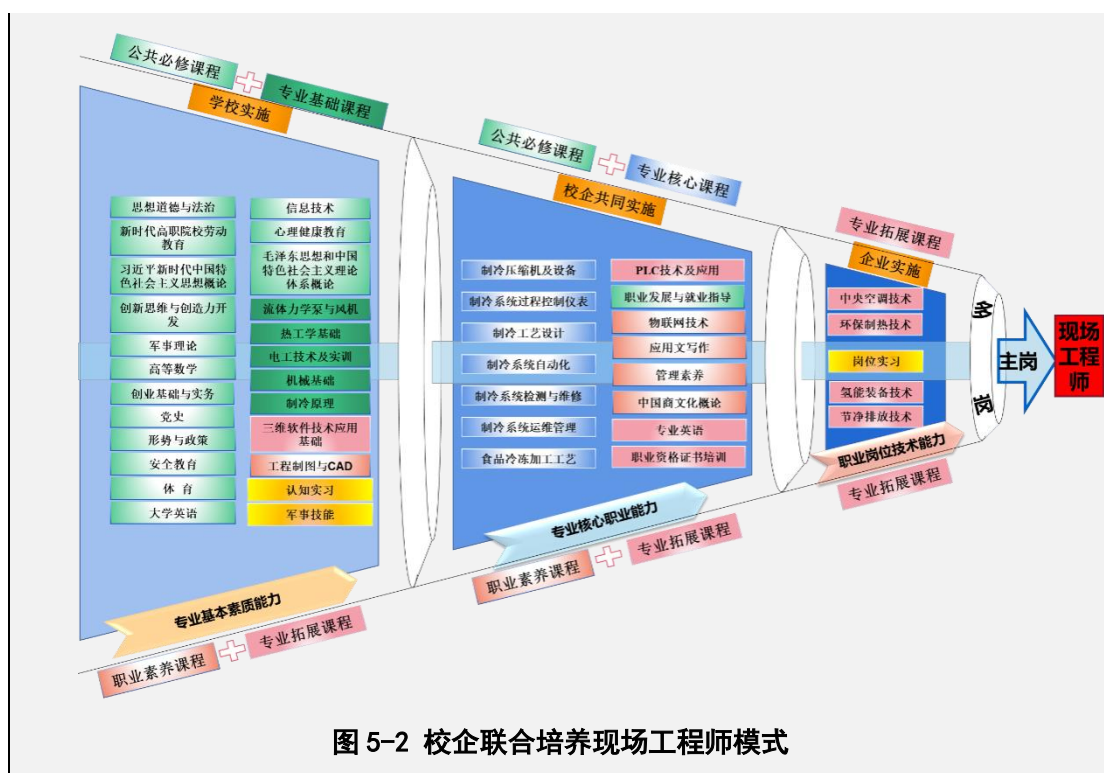 公共必修课程
专业基础课程
学校实施
思想道德与法治
新时代高职院校劳动
教育
习近平新时代中国特
色社会主义思想概论
创新思维与创造力开
发
军事理论
高等数学
创业基础与实务
党史
形势与政策
安全教育
体 育
大学英语
信息技术
心理健康教育
毛泽东思想和中国
特色社会主义理论
体系概论
流体力学泵与风机
热工学基础
电工技术及实训
机械基础
制冷原理
三维软件技术应用
基础
工程制图与CAD
认知实习
军事技能
专业基本素质能力
职业素养课程
专业拓展课程
公共必修课程
专业核心课程
校企共同实施
制冷压缩机及设备
制冷系统过程控制仪表
制冷工艺设计
制冷系统自动化
制冷系统检测与维修
制冷系统运维管理
食品冷冻加工工艺
PLC技术及应用
职业发展与就业指导
物联网技术
应用文写作
管理素养
中国商文化概论
专业英语
职业资格证书培训
专业核心职业能力
职业素养课程
专业拓展课程
专业拓展课程
企业实施
中央空调技术
环保制热技术
岗位实习
氢能装备技术
节净排放技术
职业岗位技术能力
专业拓展课程
多
岗
主岗
现场
工程
师
图 5-2 校企联合培养现场工程师模式